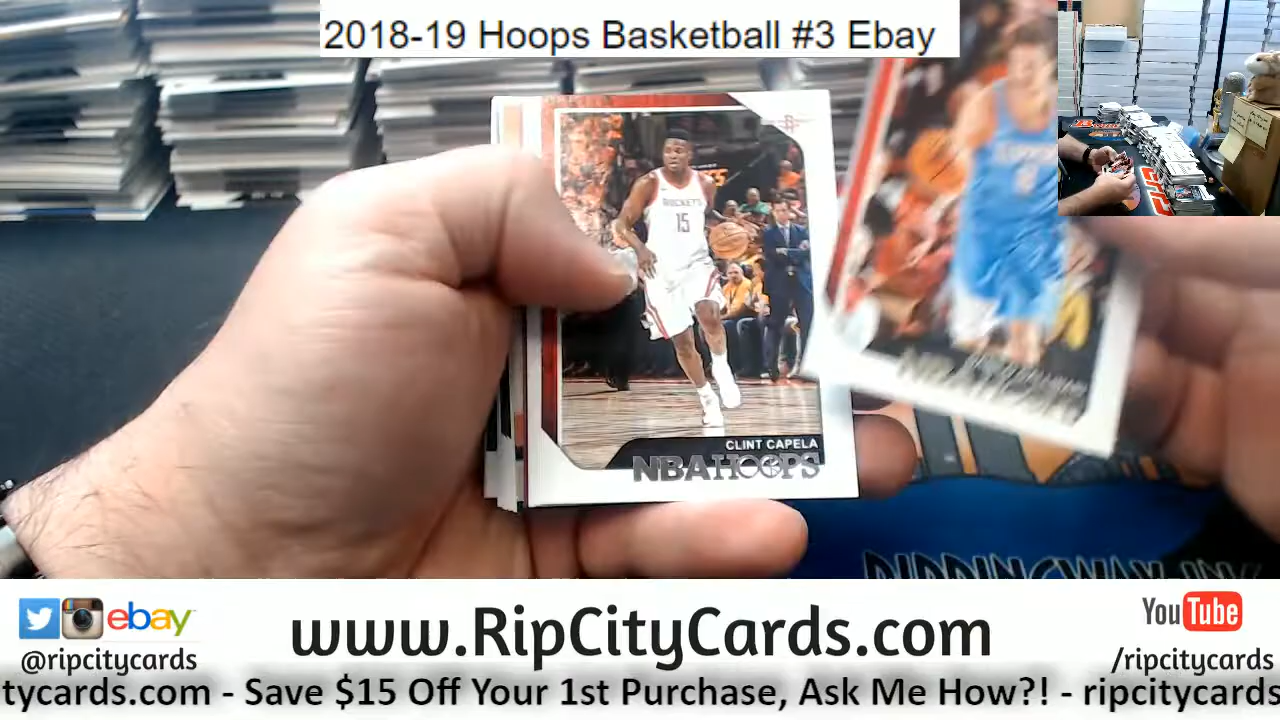 2018-19 Hoops Basketball #3 Ebay
ROCKETS
15
CLINT CAPELA
NBA HOOPS
ebay
@ripcitycards
www.RipCityCards.com
YouTube
/ripcitycards
tycards.com - Save $15 Off Your 1st Purchase, Ask Me How?! - ripcitycards